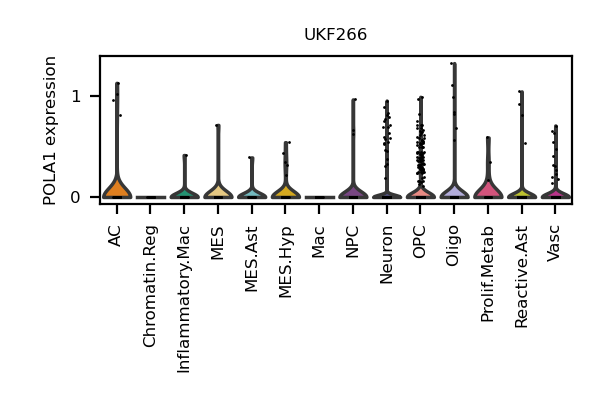 UKF266
POLA1 expression
1
0
AC
Chromatin.Reg
Inflammatory.Mac
MES
MES.Ast
MES.Hyp
Mac
NPC
Neuron
OPC
Oligo
Prolif.Metab
Reactive.Ast
Vasc